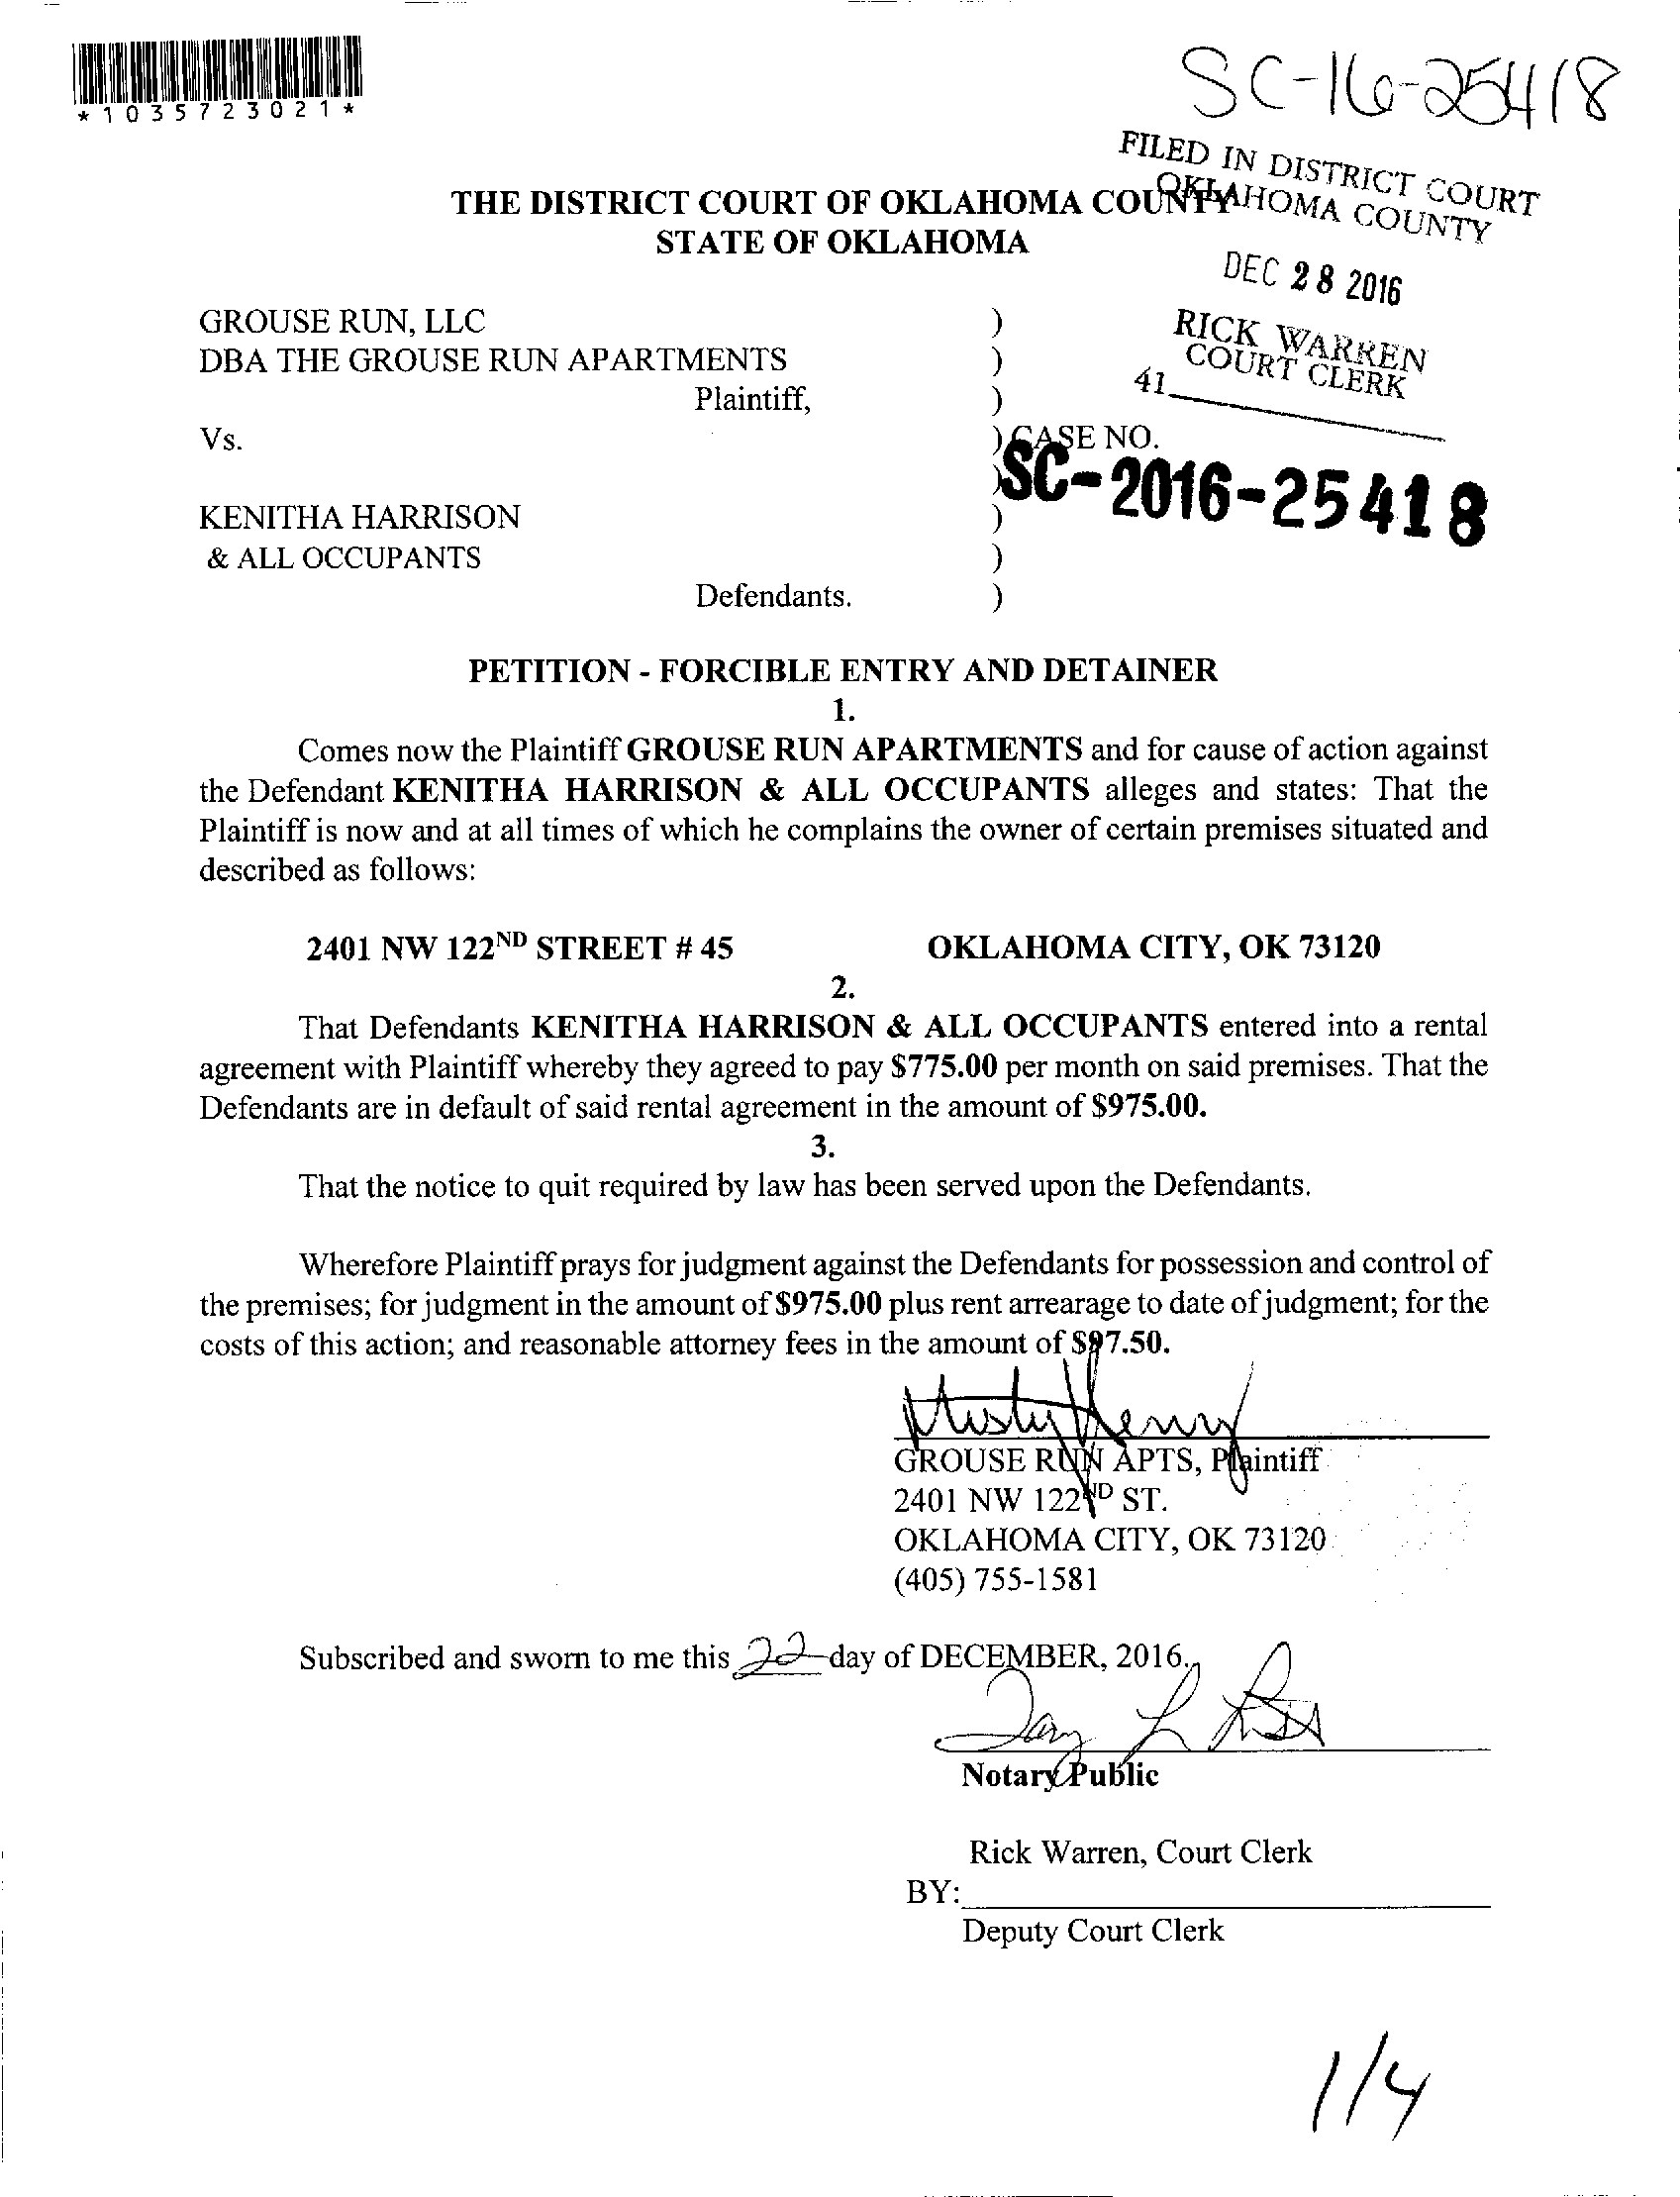 *1035723021*
SC-16-25418
FILED IN DISTRICT COURT
OKLAHOMA COUNTY
THE DISTRICT COURT OF OKLAHOMA COUNTY
STATE OF OKLAHOMA
DEC 28 2016
RICK WARREN
COURT CLERK
41
GROUSE RUN, LLC )
DBA THE GROUSE RUN APARTMENTS )
Plaintiff, )
Vs. ) CASE NO.
) SC-2016-25418
KENITHA HARRISON )
& ALL OCCUPANTS )
Defendants. )
PETITION - FORCIBLE ENTRY AND DETAINER
1.
Comes now the Plaintiff GROUSE RUN APARTMENTS and for cause of action against
the Defendant KENITHA HARRISON & ALL OCCUPANTS alleges and states: That the
Plaintiff is now and at all times of which he complains the owner of certain premises situated and
described as follows:
2401 NW 122ND STREET # 45 OKLAHOMA CITY, OK 73120
2.
That Defendants KENITHA HARRISON & ALL OCCUPANTS entered into a rental
agreement with Plaintiff whereby they agreed to pay $775.00 per month on said premises. That the
Defendants are in default of said rental agreement in the amount of $975.00.
3.
That the notice to quit required by law has been served upon the Defendants.
Wherefore Plaintiff prays for judgment against the Defendants for possession and control of
the premises; for judgment in the amount of $975.00 plus rent arrearage to date of judgment; for the
costs of this action; and reasonable attorney fees in the amount of $97.50.
Misty Henry
GROUSE RUN APTS, Plaintiff
2401 NW 122ND ST.
OKLAHOMA CITY, OK 73120
(405) 755-1581
Subscribed and sworn to me this 22 day of DECEMBER, 2016.
L
Notary Public
Rick Warren, Court Clerk
BY:
Deputy Court Clerk
1/4